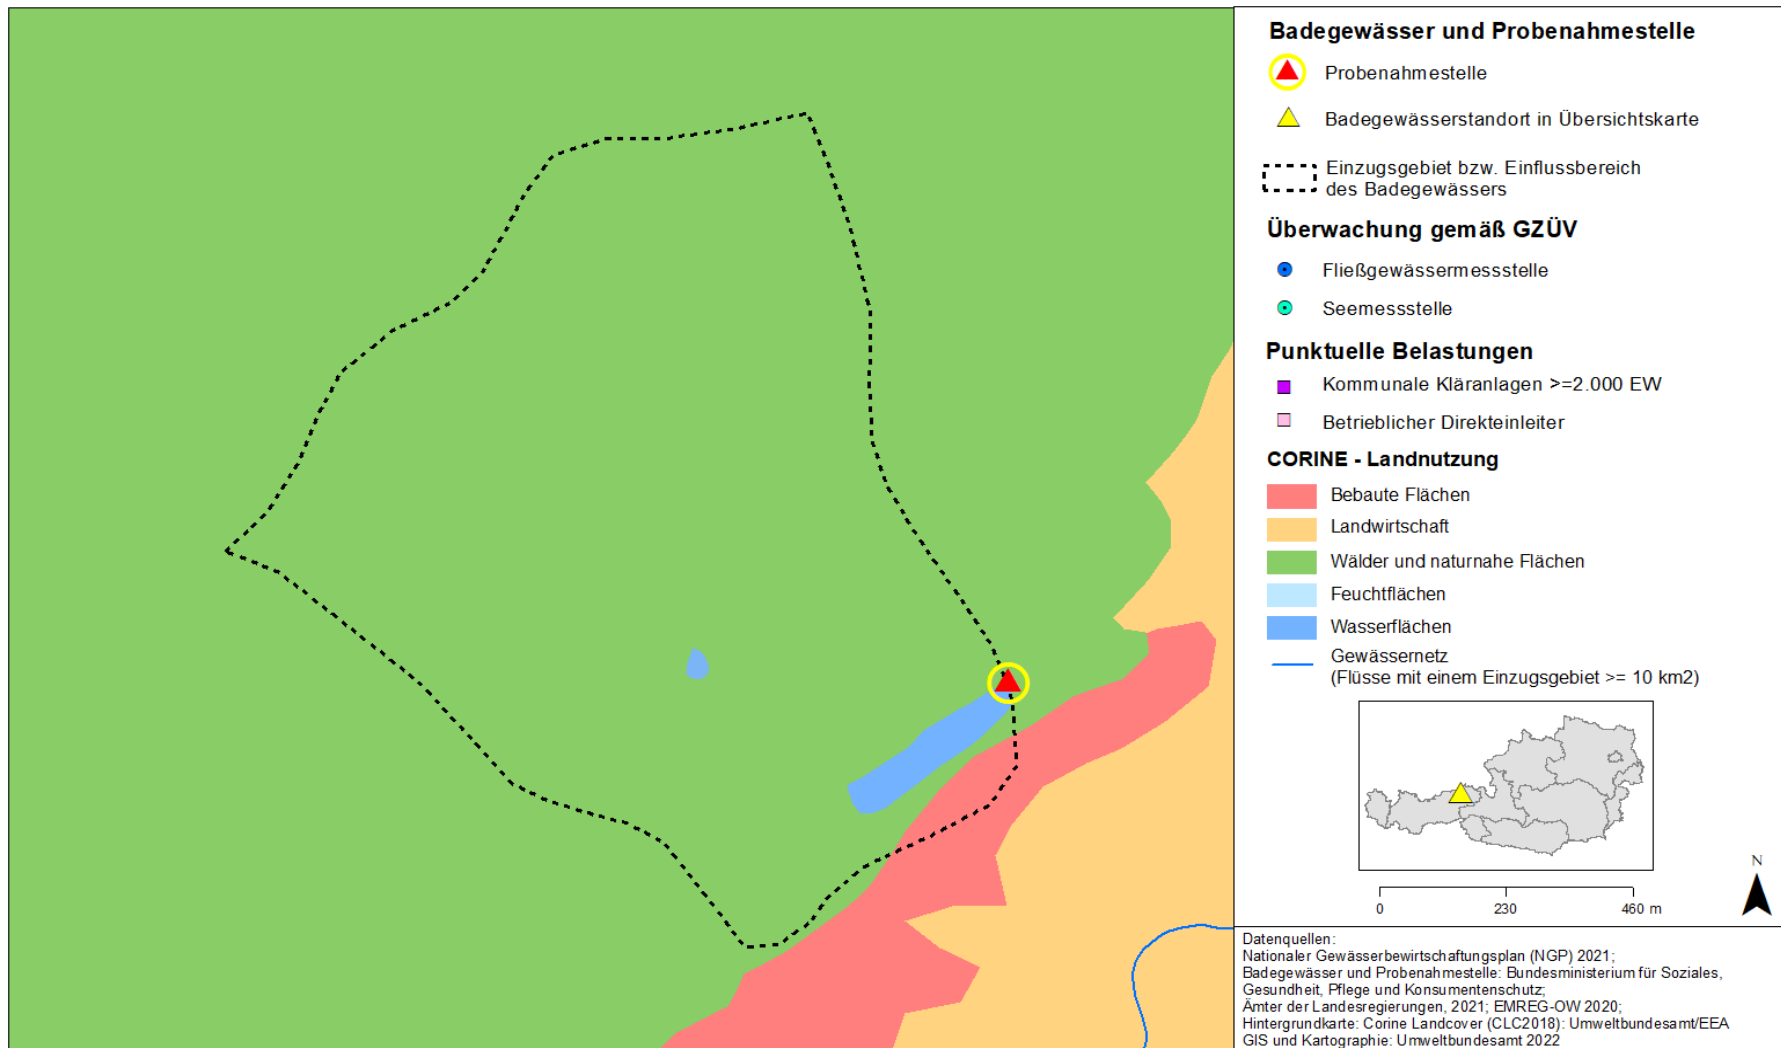 Badegewässer und Probenahmestelle
Probenahmestelle
Badegewässerstandort in Übersichtskarte
Einzugsgebiet bzw. Einflussbereich
des Badegewässers
Überwachung gemäß GZÜV
Fließgewässermessstelle
Seemessstelle
Punktuelle Belastungen
Kommunale Kläranlagen >=2.000 EW
Betrieblicher Direkteinleiter
CORINE - Landnutzung
Bebaute Flächen
Landwirtschaft
Wälder und naturnahe Flächen
Feuchtflächen
Wasserflächen
Gewässernetz
(Flüsse mit einem Einzugsgebiet >= 10 km2)
N
0 230 460 m
Datenquellen:
Nationaler Gewässerbewirtschaftungsplan (NGP) 2021;
Badegewässer und Probenahmestelle: Bundesministerium für Soziales,
Gesundheit, Pflege und Konsumentenschutz;
Ämter der Landesregierungen, 2021; EMREG-OW 2020;
Hintergrundkarte: Corine Landcover (CLC2018): Umweltbundesamt/EEA
GIS und Kartographie: Umweltbundesamt 2022